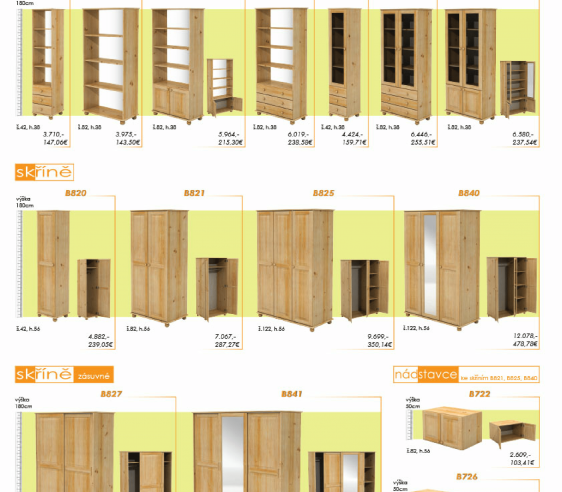 180cm
š.42, h.38
3.710,-
147,06€
š.82, h.38
3.975,-
143,50€
š.82, h.38
5.964,-
215,30€
š.82, h.38
6.019,-
238,58€
š.42, h.38
4.424,-
159,71€
š.82, h.38
6.446,-
255,51€
š.82, h.38
6.580,-
237,54€
skříně
B820
B821
B825
B840
výška
180cm
š.42, h.56
4.882,-
239,05€
š.82, h.56
7.067,-
287,27€
š.122, h.56
9.699,-
350,14€
š.122, h.56
12.078,-
478,78€
skříně zásuvné
nádstavce ke skříním B821, B825, B840
B827
B841
B722
výška
180cm
výška
50cm
š.82, h.56
2.609,-
103,41€
B726
výška
50cm